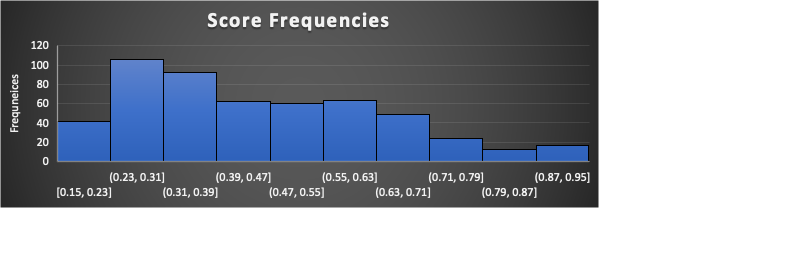 Score Frequencies
120
100
80
60
40
20
0
Frequneices
(0.23, 0.31] (0.39, 0.47] (0.55, 0.63] (0.71, 0.79] (0.87, 0.95]
[0.15, 0.23] (0.31, 0.39] (0.47, 0.55] (0.63, 0.71] (0.79, 0.87]